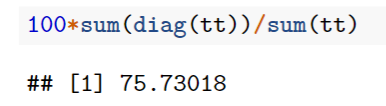 100*sum(diag(tt))/sum(tt)
## [1] 75.73018